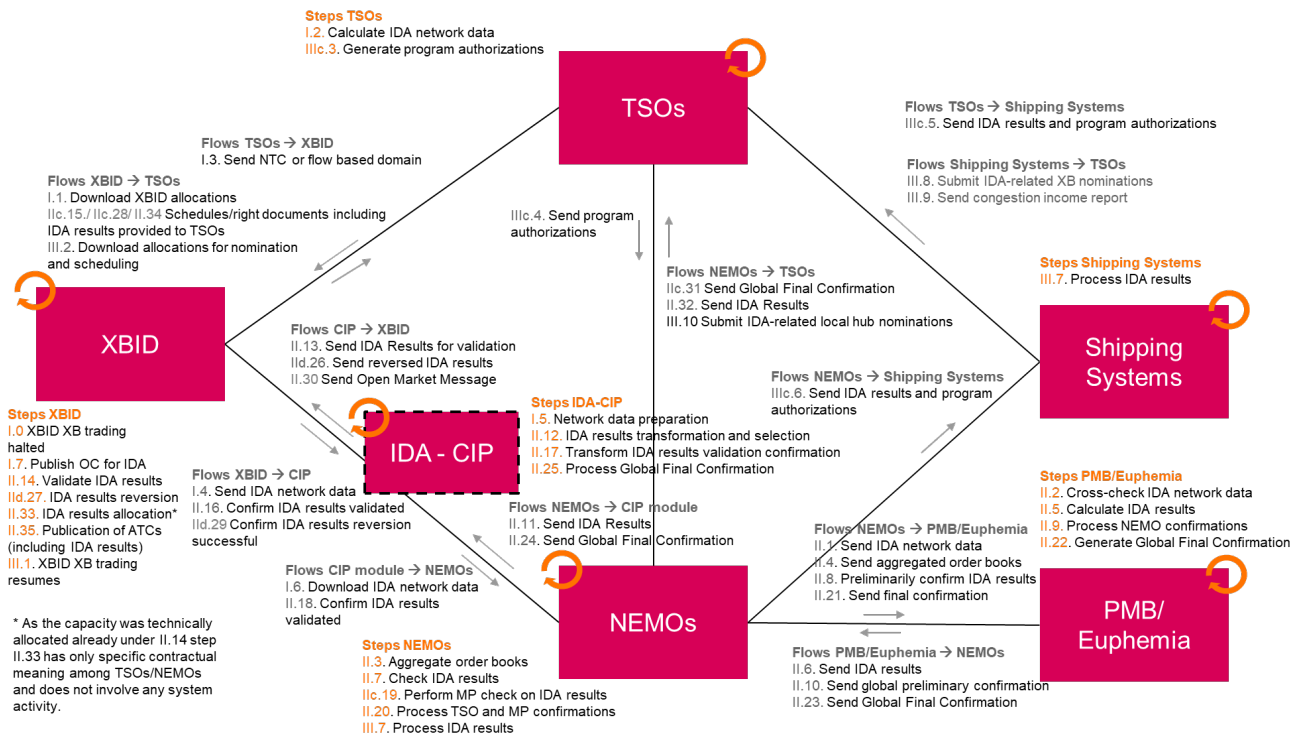 Steps TSOs
I.2. Calculate IDA network data
IIIc.3. Generate program authorizations
TSOs
Flows TSOs → Shipping Systems
IIIc.5. Send IDA results and program authorizations
Flows Shipping Systems → TSOs
III.8. Submit IDA-related XB nominations
III.9. Send congestion income report
Flows TSOs → XBID
I.3. Send NTC or flow based domain
Flows XBID → TSOs
I.1. Download XBID allocations
IIc.15./ IIc.28/ II.34 Schedules/right documents including
IDA results provided to TSOs
III.2. Download allocations for nomination
and scheduling
IIIc.4. Send program
authorizations
Flows NEMOs → TSOs
IIc.31 Send Global Final Confirmation
II.32. Send IDA Results
III.10 Submit IDA-related local hub nominations
Steps Shipping Systems
III.7. Process IDA results
XBID
Shipping
Systems
Flows CIP → XBID
II.13. Send IDA Results for validation
IId.26. Send reversed IDA results
II.30 Send Open Market Message
Flows NEMOs → Shipping Systems
IIIc.6. Send IDA results and program
authorizations
Steps XBID
I.0 XBID XB trading
halted
I.7. Publish OC for IDA
II.14. Validate IDA results
IId.27. IDA results reversion
II.33. IDA results allocation*
II.35. Publication of ATCs
(including IDA results)
III.1. XBID XB trading
resumes
IDA - CIP
Steps IDA-CIP
I.5. Network data preparation
II.12. IDA results transformation and selection
II.17. Transform IDA results validation confirmation
II.25. Process Global Final Confirmation
Flows XBID → CIP
I.4. Send IDA network data
II.16. Confirm IDA results validated
IId.29 Confirm IDA results reversion
successful
Flows NEMOs → CIP module
II.11. Send IDA Results
II.24. Send Global Final Confirmation
Steps PMB/Euphemia
II.2. Cross-check IDA network data
II.5. Calculate IDA results
II.9. Process NEMO confirmations
II.22. Generate Global Final Confirmation
Flows NEMOs → PMB/Euphemia
II.1. Send IDA network data
II.4. Send aggregated order books
II.8. Preliminarily confirm IDA results
II.21. Send final confirmation
Flows CIP module → NEMOs
I.6. Download IDA network data
II.18. Confirm IDA results
validated
NEMOs
PMB/
Euphemia
* As the capacity was technically
allocated already under II.14 step
II.33 has only specific contractual
meaning among TSOs/NEMOs
and does not involve any system
activity.
Steps NEMOs
II.3. Aggregate order books
II.7. Check IDA results
IIc.19. Perform MP check on IDA results
II.20. Process TSO and MP confirmations
III.7. Process IDA results
Flows PMB/Euphemia → NEMOs
II.6. Send IDA results
II.10. Send global preliminary confirmation
II.23. Send Global Final Confirmation